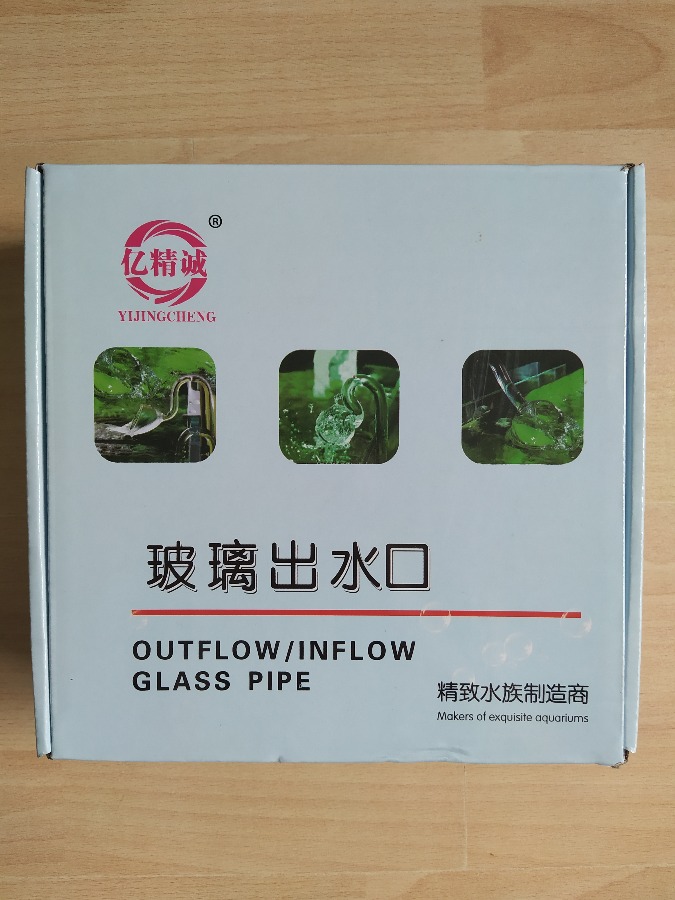 ®
亿精诚
YIJINGCHENG
玻璃出水口
OUTFLOW/INFLOW
GLASS PIPE
精致水族制造商
Makers of exquisite aquariums